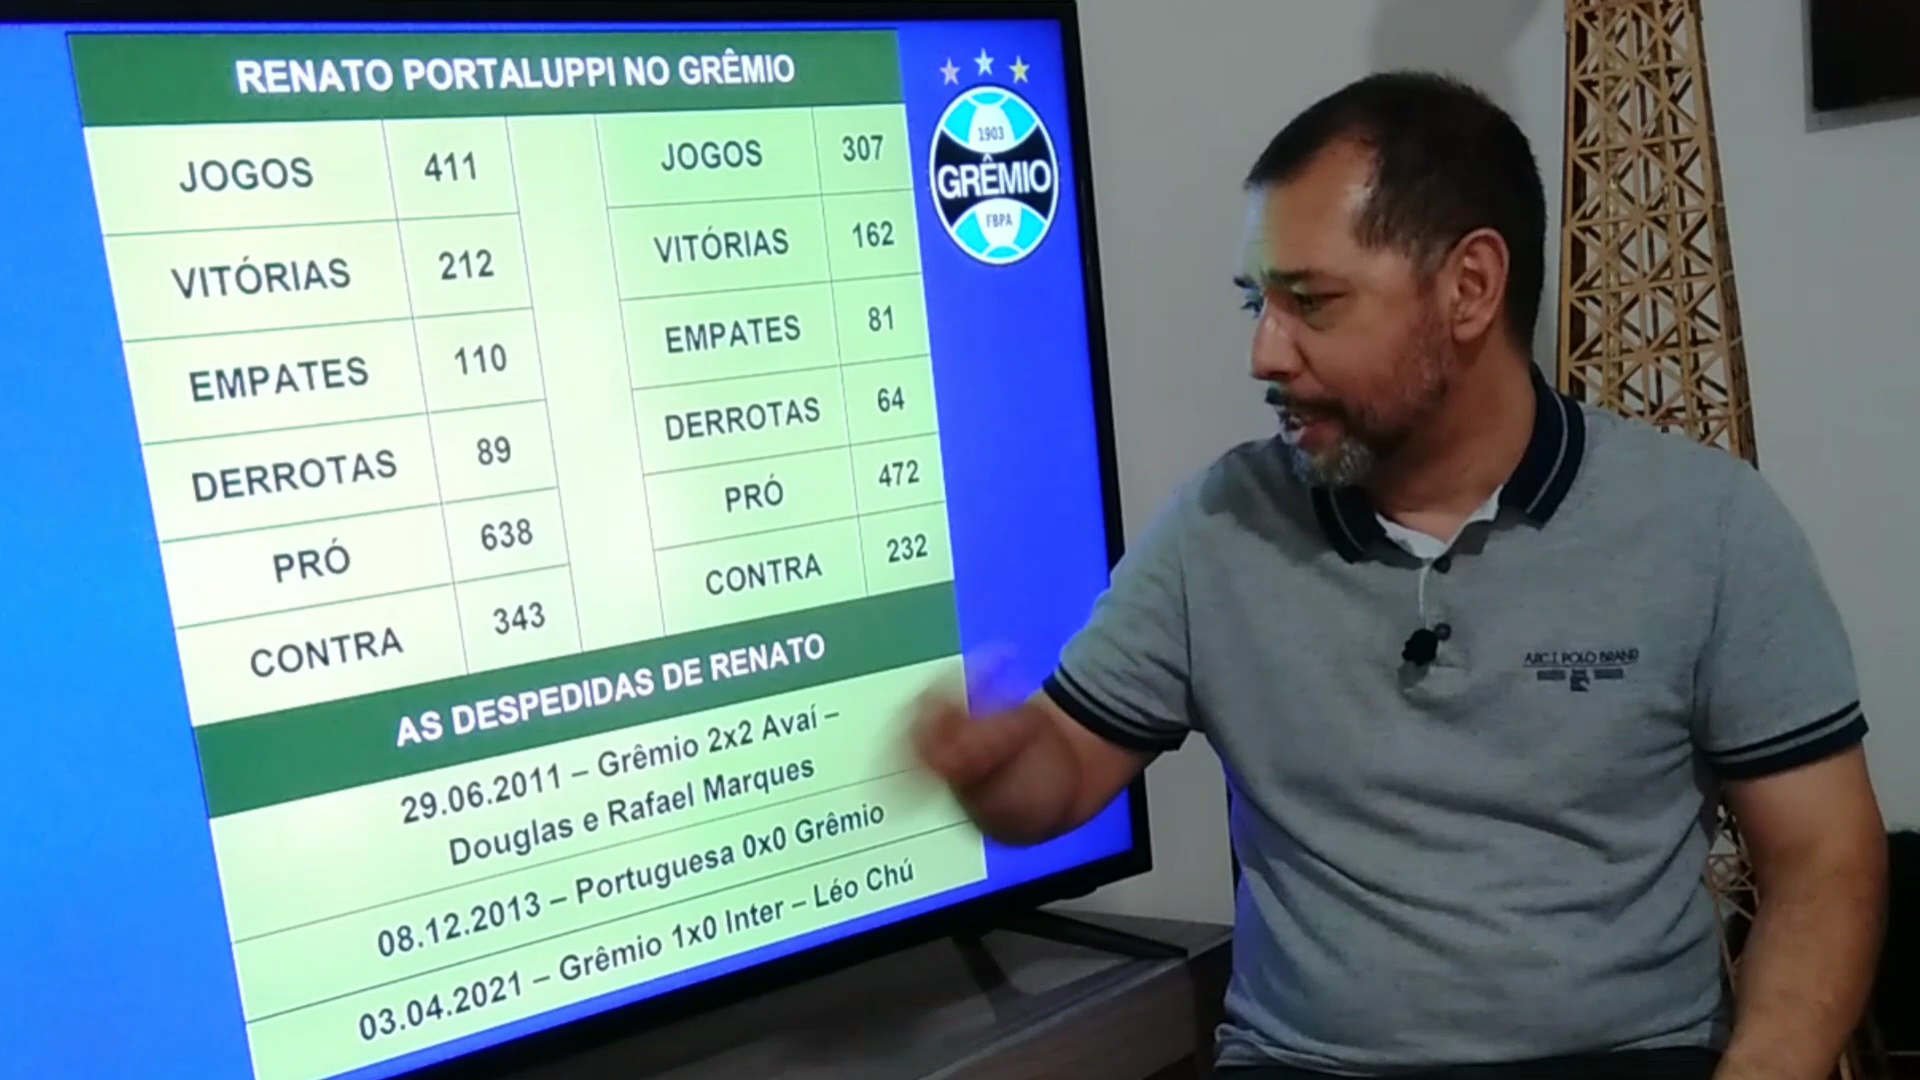 RENATO PORTALUPPI NO GRÊMIO
JOGOS 411
VITÓRIAS 212
EMPATES 110
DERROTAS 89
PRÓ 638
CONTRA 343
JOGOS 307
VITÓRIAS 162
EMPATES 81
DERROTAS 64
PRÓ 472
CONTRA 232
1903
GRÊMIO
FBPA
AS DESPEDIDAS DE RENATO
29.06.2011 – Grêmio 2x2 Avaí –
Douglas e Rafael Marques
08.12.2013 – Portuguesa 0x0 Grêmio
03.04.2021 – Grêmio 1x0 Inter – Léo Chú
POLO BRAND